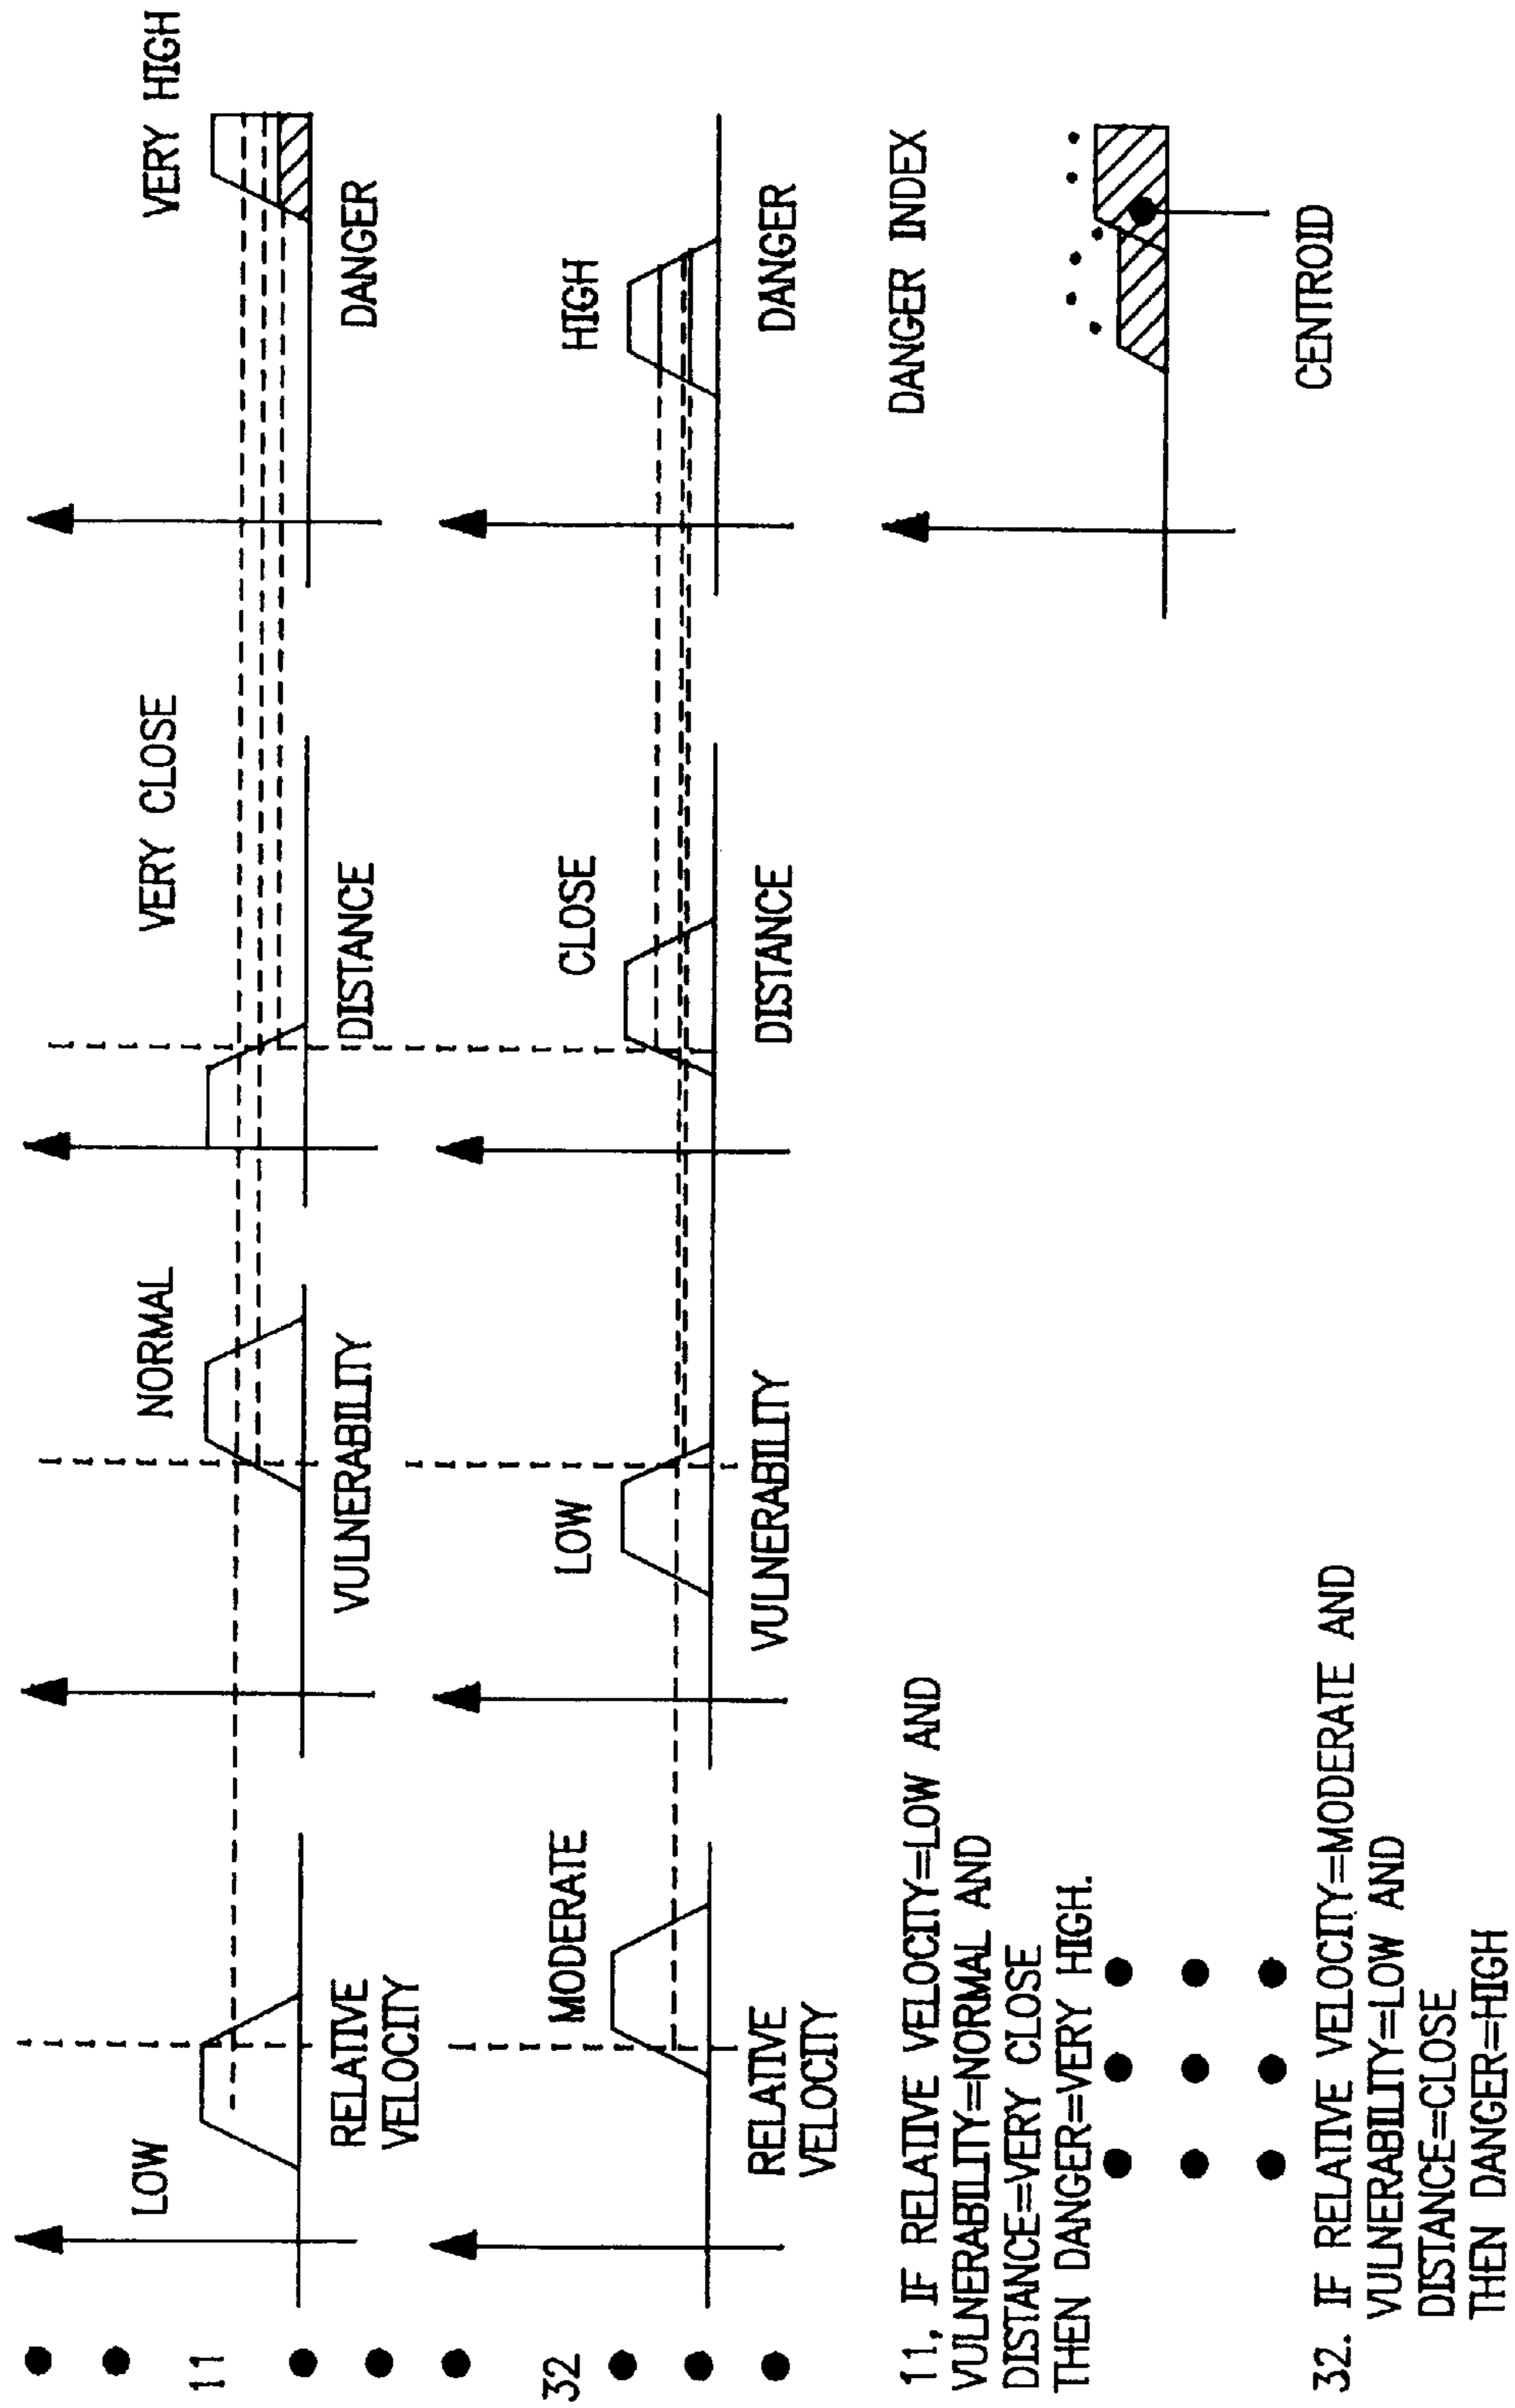 11
LOW
RELATIVE
VELOCITY
NORMAL
VULNERABILITY
VERY CLOSE
DISTANCE
VERY HIGH
DANGER
32
MODERATE
RELATIVE
VELOCITY
LOW
VULNERABILITY
CLOSE
DISTANCE
HIGH
DANGER
DANGER INDEX
CENTROID
11, IF RELATIVE VELOCITY=LOW AND
VULNERABILITY=NORMAL AND
DISTANCE=VERY CLOSE
THEN DANGER=VERY HIGH.
32. IF RELATIVE VELOCITY=MODERATE AND
VULNERABILITY=LOW AND
DISTANCE=CLOSE
THEN DANGER=HIGH